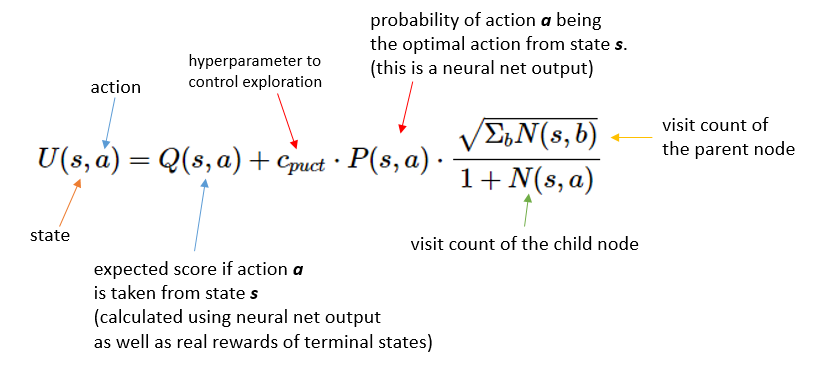 probability of action a being
the optimal action from state s.
(this is a neural net output)
hyperparameter to
control exploration
action
U(s, a) = Q(s, a) + c_{puct} · P(s, a) · \frac{\sqrt{Σ_b N(s, b)}}{1 + N(s, a)}
visit count of
the parent node
state
visit count of the child node
expected score if action a
is taken from state s
(calculated using neural net output
as well as real rewards of terminal states)